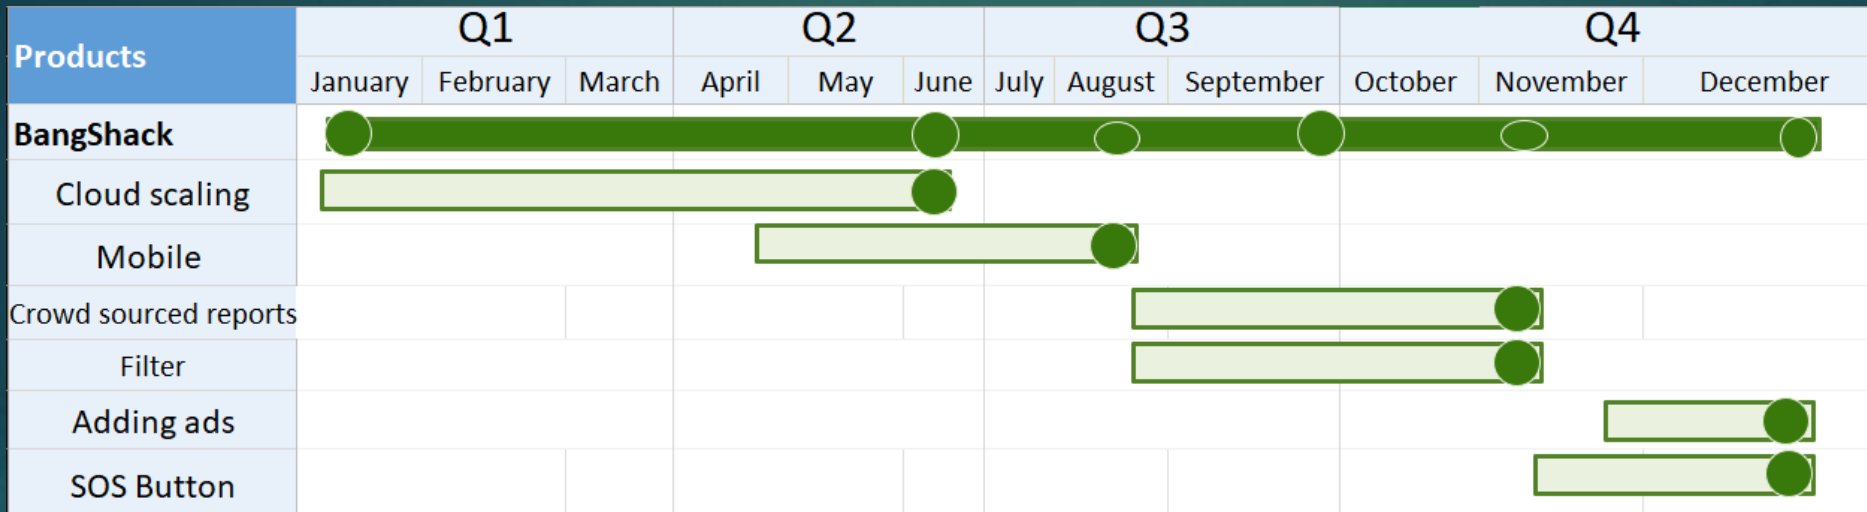 Products
Q1 Q2 Q3 Q4
January February March April May June July August September October November December
BangShack
Cloud scaling
Mobile
Crowd sourced reports
Filter
Adding ads
SOS Button